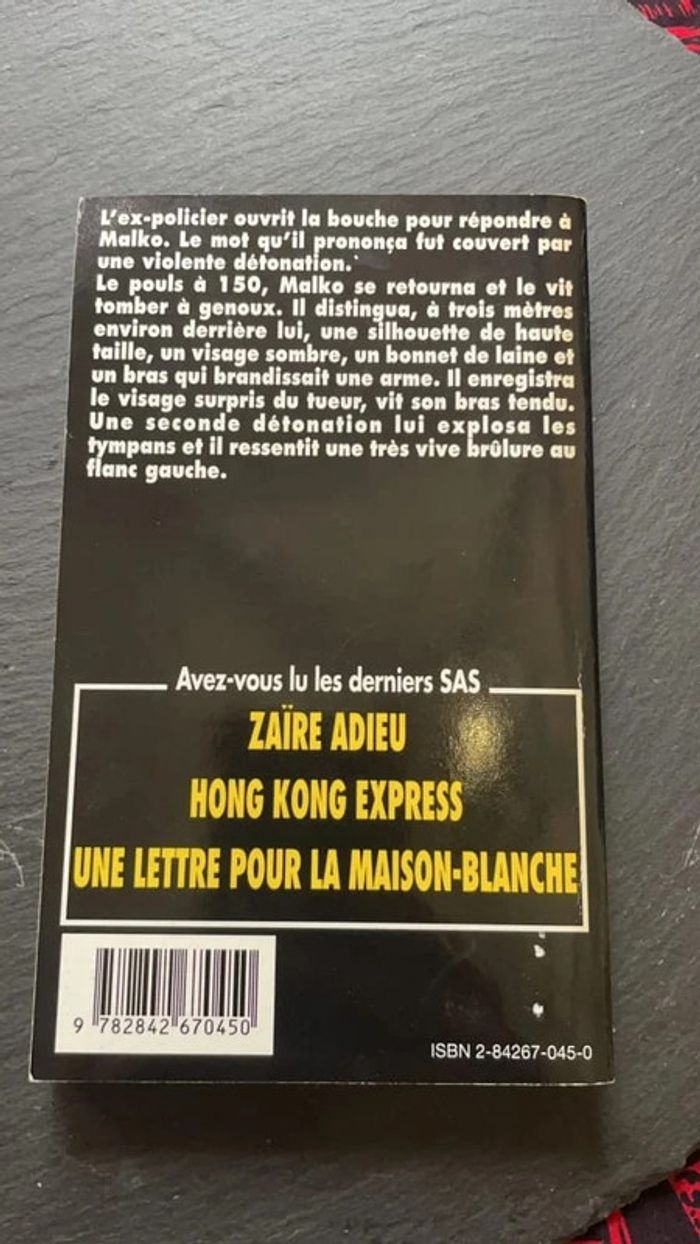 L'ex-policier ouvrit la bouche pour répondre à
Malko. Le mot qu'il prononça fut couvert par
une violente détonation.
Le pouls à 150, Malko se retourna et le vit
tomber à genoux. Il distingua, à trois mètres
environ derrière lui, une silhouette de haute
taille, un visage sombre, un bonnet de laine et
un bras qui brandissait une arme. Il enregistra
le visage surpris du tueur, vit son bras tendu.
Une seconde détonation lui explosa les
tympans et il ressentit une très vive brûlure au
flanc gauche.
Avez-vous lu les derniers SAS
ZAÏRE ADIEU
HONG KONG EXPRESS
UNE LETTRE POUR LA MAISON-BLANCHE
9 782842 670450
ISBN 2-84267-045-0